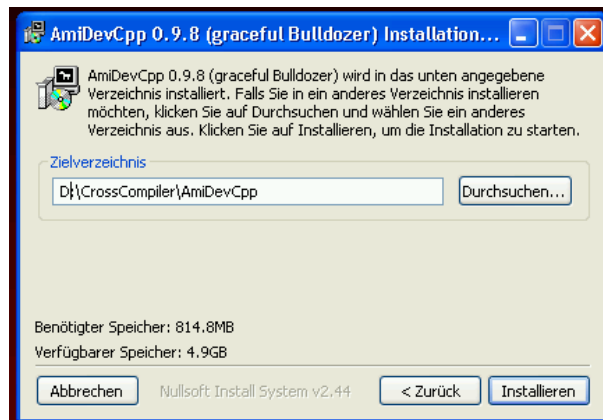 AmiDevCpp 0.9.8 (graceful Bulldozer) Installation...
AmiDevCpp 0.9.8 (graceful Bulldozer) wird in das unten angegebene
Verzeichnis installiert. Falls Sie in ein anderes Verzeichnis installieren
möchten, klicken Sie auf Durchsuchen und wählen Sie ein anderes
Verzeichnis aus. Klicken Sie auf Installieren, um die Installation zu starten.
Zielverzeichnis
D:\CrossCompiler\AmiDevCpp
Durchsuchen...
Benötigter Speicher: 814.8MB
Verfügbarer Speicher: 4.9GB
Abbrechen
Nullsoft Install System v2.44
< Zurück
Installieren